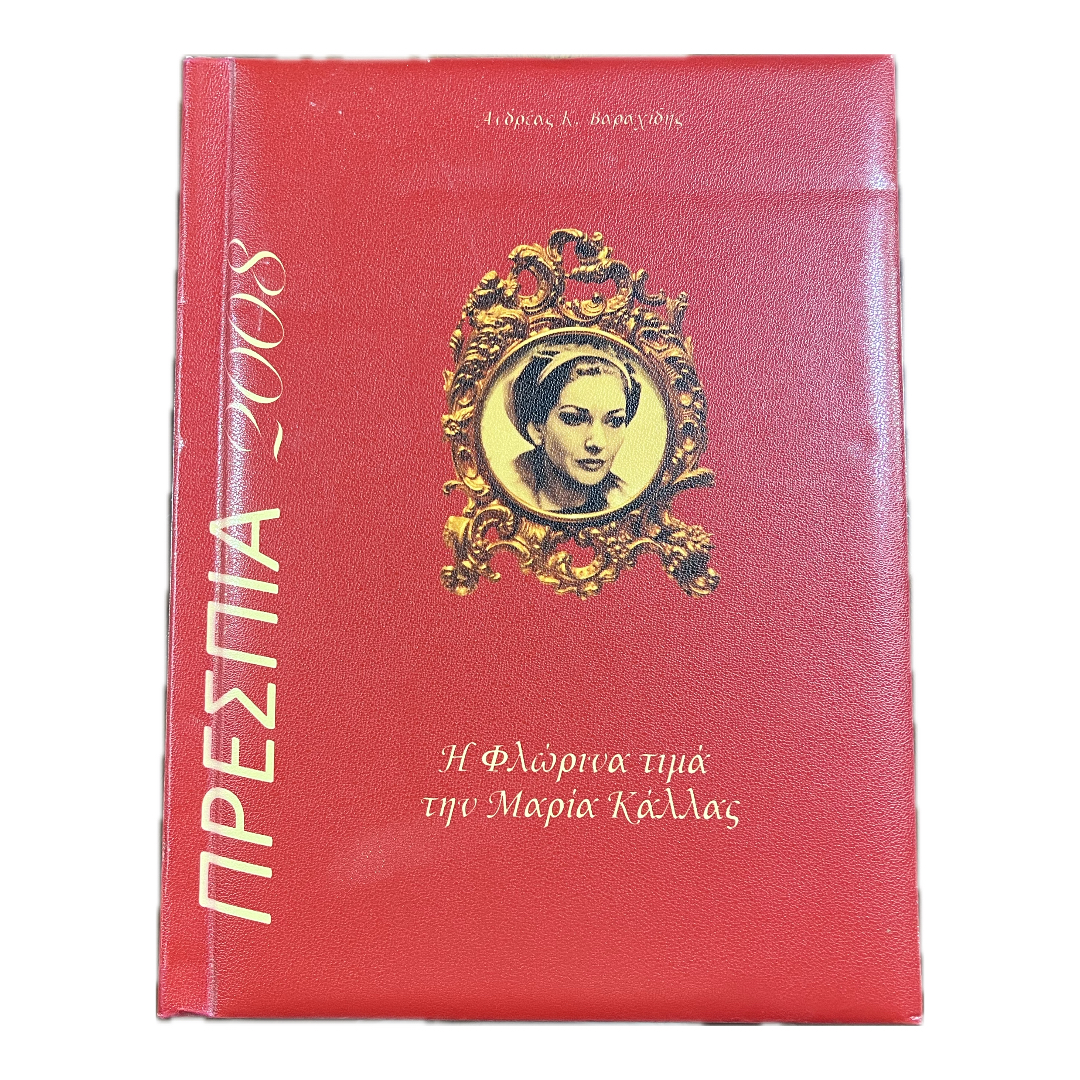 Ανδρέας Κ. Βαραχίδης
ΠΡΕΣΠΙΑ 2008
Η Φλώρινα τιμά
την Μαρία Κάλλας